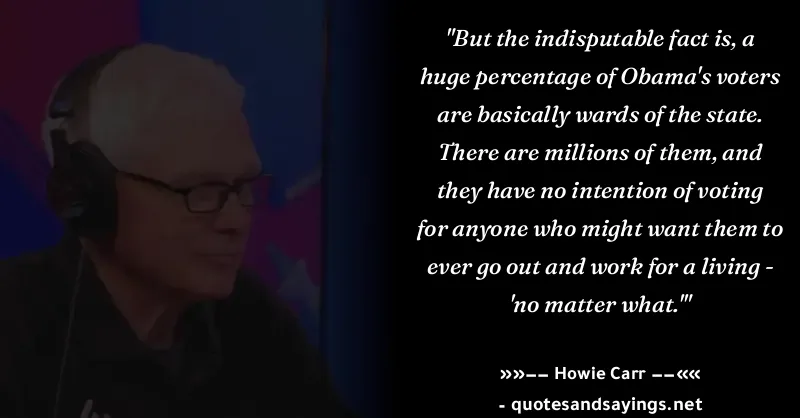 "But the indisputable fact is, a
huge percentage of Obama's voters
are basically wards of the state.
There are millions of them, and
they have no intention of voting
for anyone who might want them to
ever go out and work for a living -
'no matter what.'"
»»−− Howie Carr −−««
- quotesandsayings.net